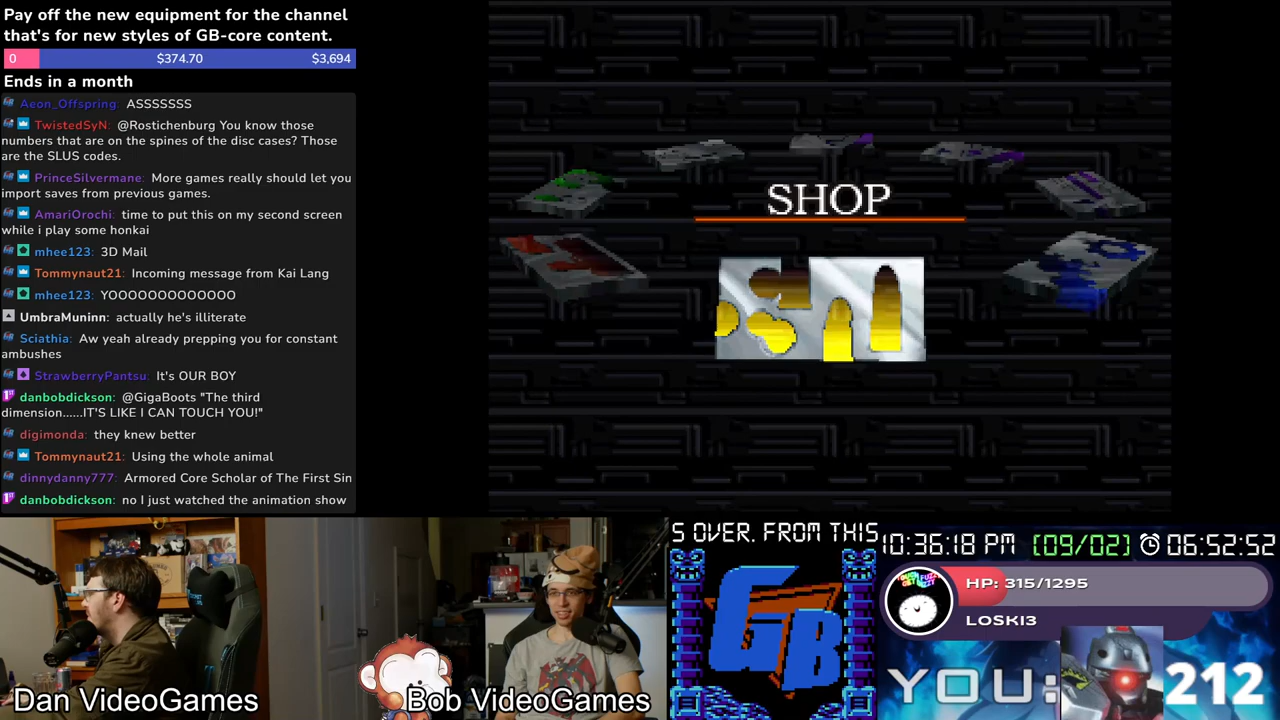 Pay off the new equipment for the channel
that's for new styles of GB-core content.
0 $374.70 $3,694
Ends in a month
Aeon_Offspring: ASSSSSSS
TwistedSyN: @Rostichenburg You know those
numbers that are on the spines of the disc cases? Those
are the SLUS codes.
PrinceSilvermane: More games really should let you
import saves from previous games.
AmariOrochi: time to put this on my second screen
while i play some honkai
mhee123: 3D Mail
Tommynaut21: Incoming message from Kai Lang
mhee123: YOOOOOOOOOOOOO
UmbraMuninn: actually he's illiterate
Sciathia: Aw yeah already prepping you for constant
ambushes
StrawberryPantsu: It's OUR BOY
danbobdickson: @GigaBoots "The third
dimension......IT'S LIKE I CAN TOUCH YOU!"
digimonda: they knew better
Tommynaut21: Using the whole animal
dinnydanny777: Armored Core Scholar of The First Sin
danbobdickson: no I just watched the animation show
SHOP
S OVER. FROM THIS
10:36:18 PM [09/02] 06:52:52
HP: 315/1295
LOSKI3
GB
YOU: 212
Dan VideoGames
Bob VideoGames